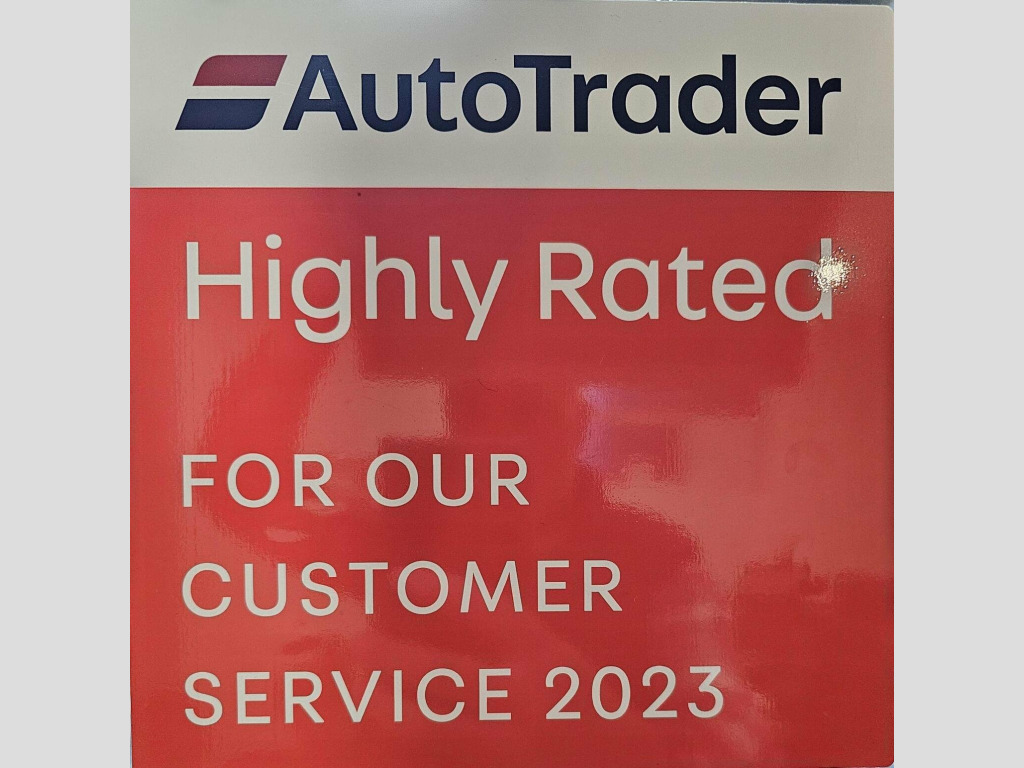 AutoTrader
Highly Rated
FOR OUR
CUSTOMER
SERVICE 2023